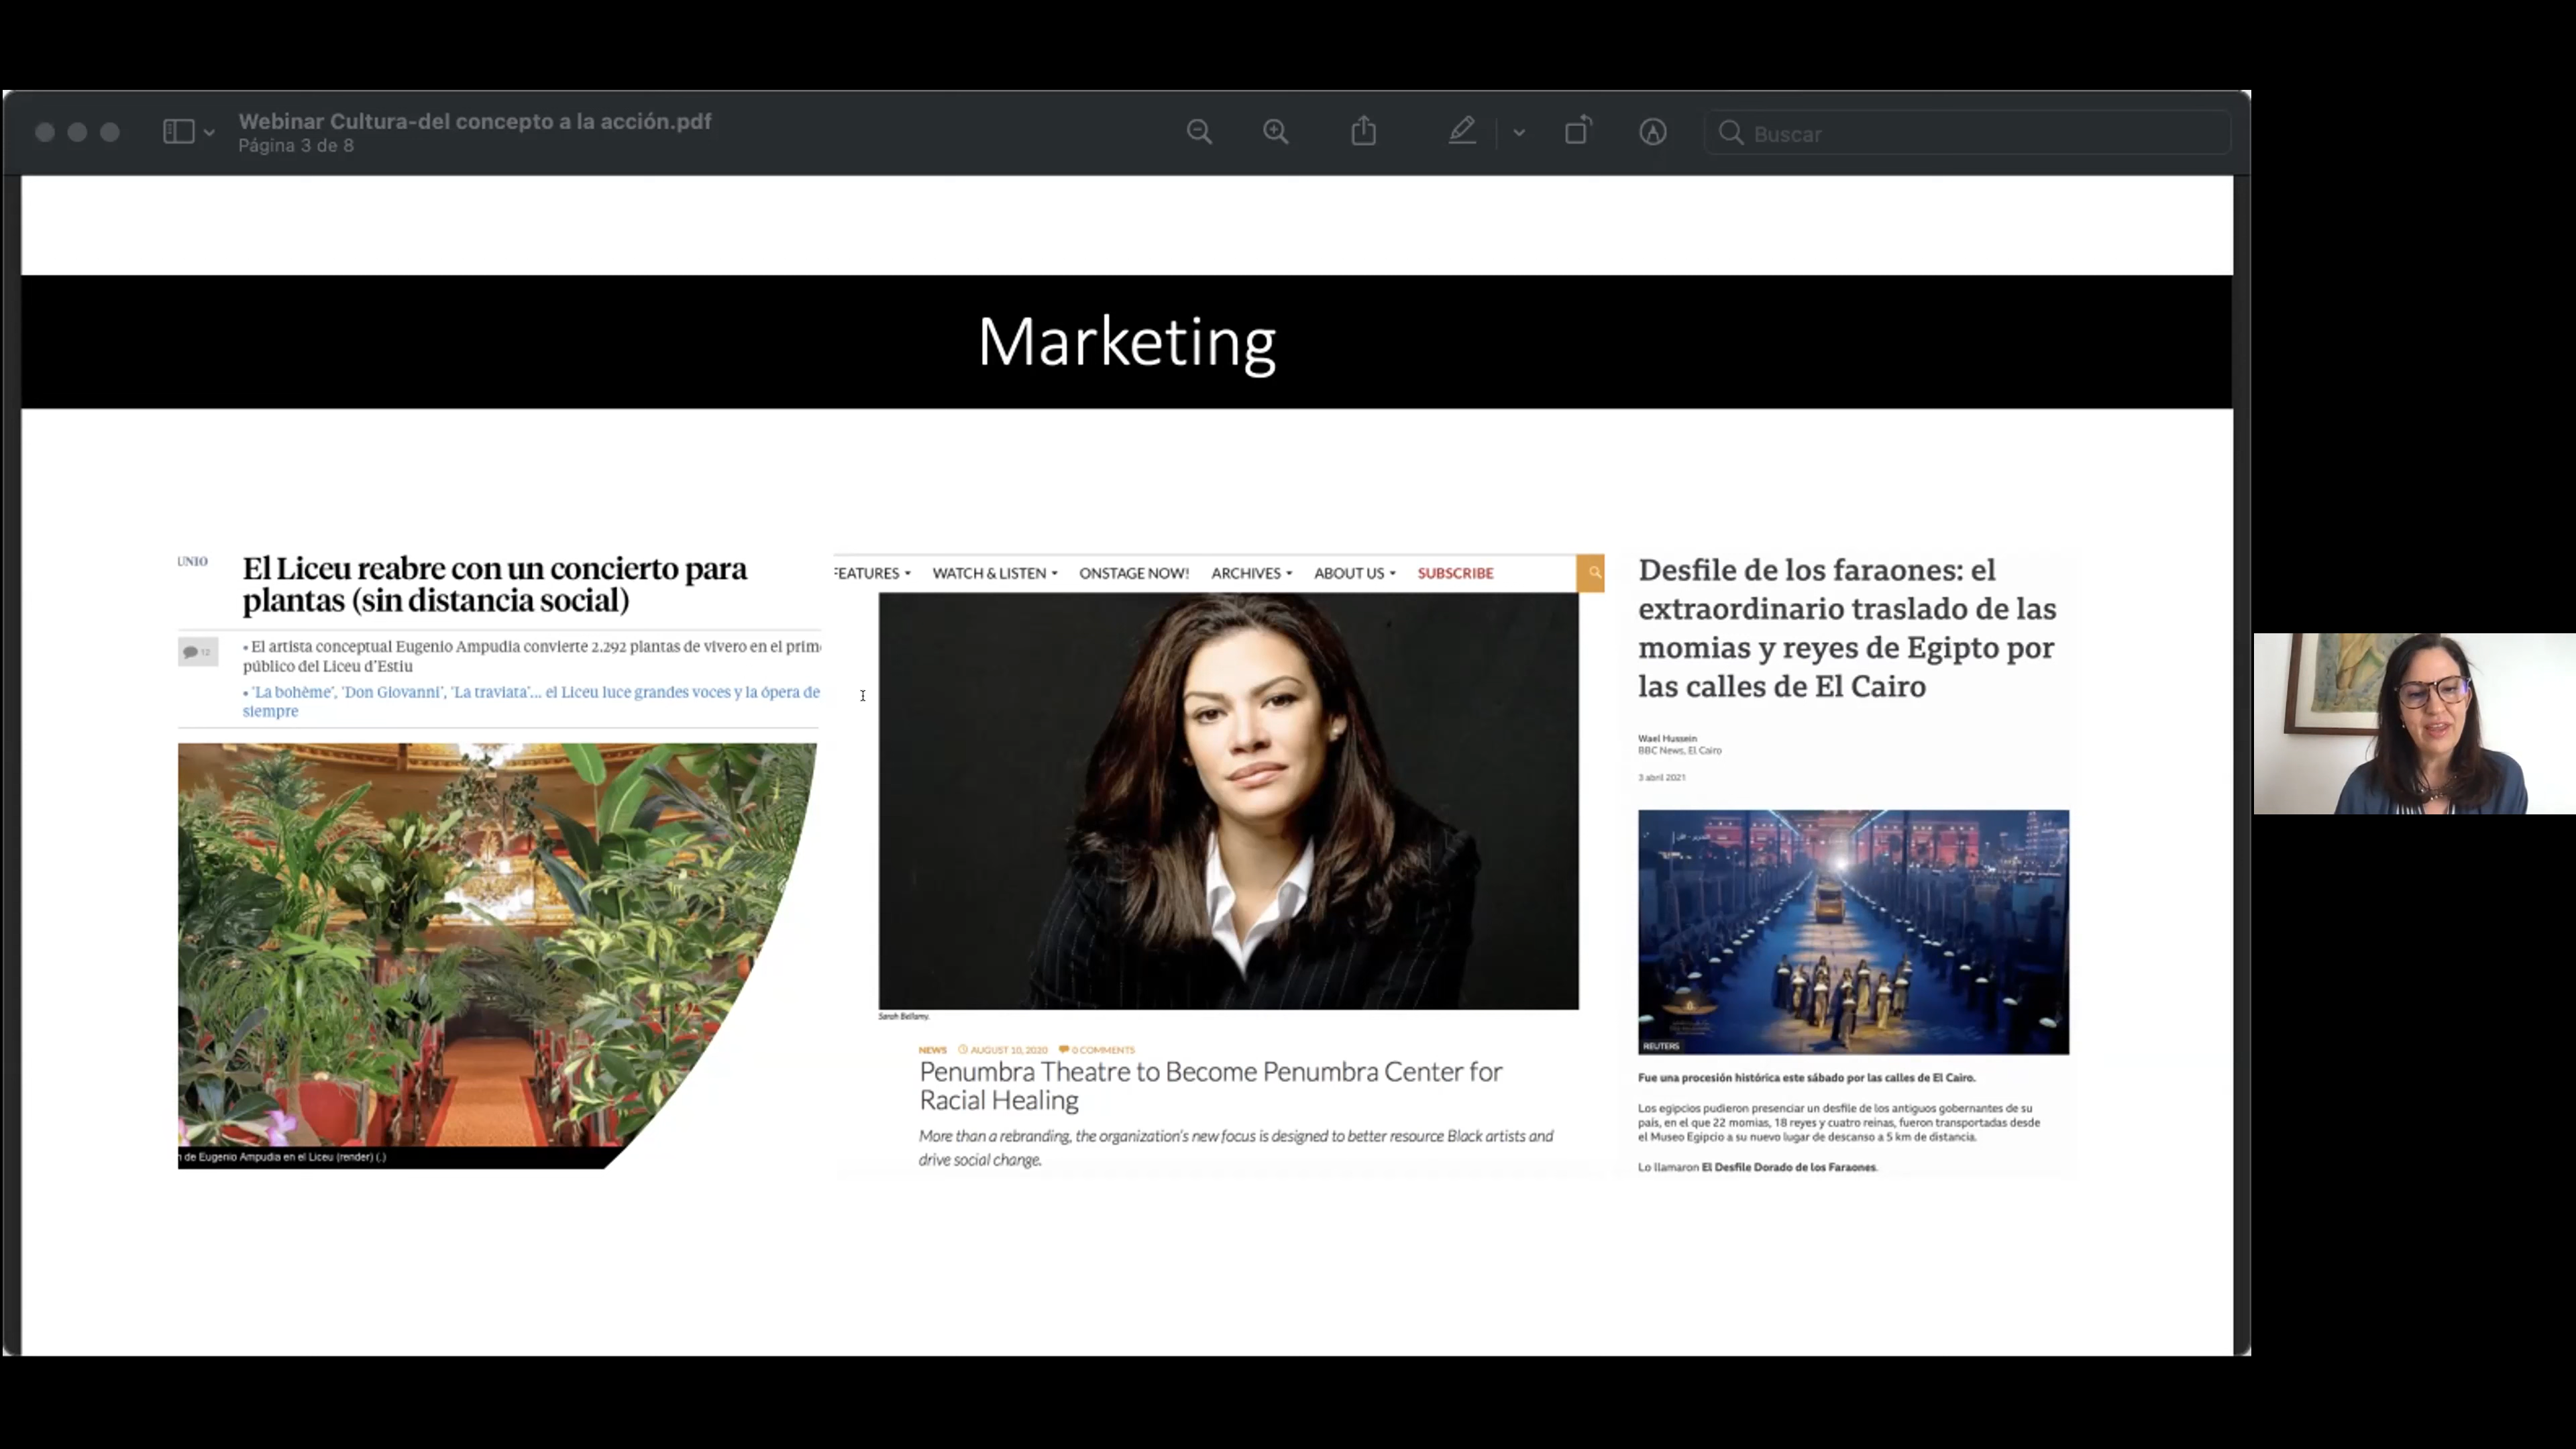 Webinar Cultura-del concepto a la acción.pdf
Página 3 de 8
Buscar
Marketing
UNIO
El Liceu reabre con un concierto para
plantas (sin distancia social)
12
• El artista conceptual Eugenio Ampudia convierte 2.292 plantas de vivero en el prim
público del Liceu d'Estiu
• 'La bohème', 'Don Giovanni', 'La traviata'... el Liceu luce grandes voces y la ópera de
siempre
n de Eugenio Ampudia en el Liceu (render) (.)
FEATURES
WATCH & LISTEN
ONSTAGE NOW!
ARCHIVES
ABOUT US
SUBSCRIBE
Sarah Bellamy.
NEWS AUGUST 10, 2020 0 COMMENTS
Penumbra Theatre to Become Penumbra Center for
Racial Healing
More than a rebranding, the organization's new focus is designed to better resource Black artists and
drive social change.
Desfile de los faraones: el
extraordinario traslado de las
momias y reyes de Egipto por
las calles de El Cairo
Wael Hussein
BBC News, El Cairo
3 abril 2021
REUTERS
Fue una procesión histórica este sábado por las calles de El Cairo.
Los egipcios pudieron presenciar un desfile de los antiguos gobernantes de su
país, en el que 22 momias, 18 reyes y cuatro reinas, fueron transportadas desde
el Museo Egipcio a su nuevo lugar de descanso a 5 km de distancia.
Lo llamaron El Desfile Dorado de los Faraones.